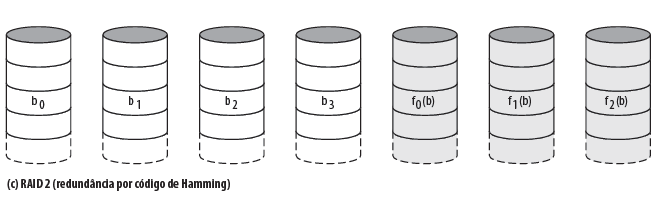 b0 b1 b2 b3 f0(b) f1(b) f2(b)
(c) RAID 2 (redundância por código de Hamming)